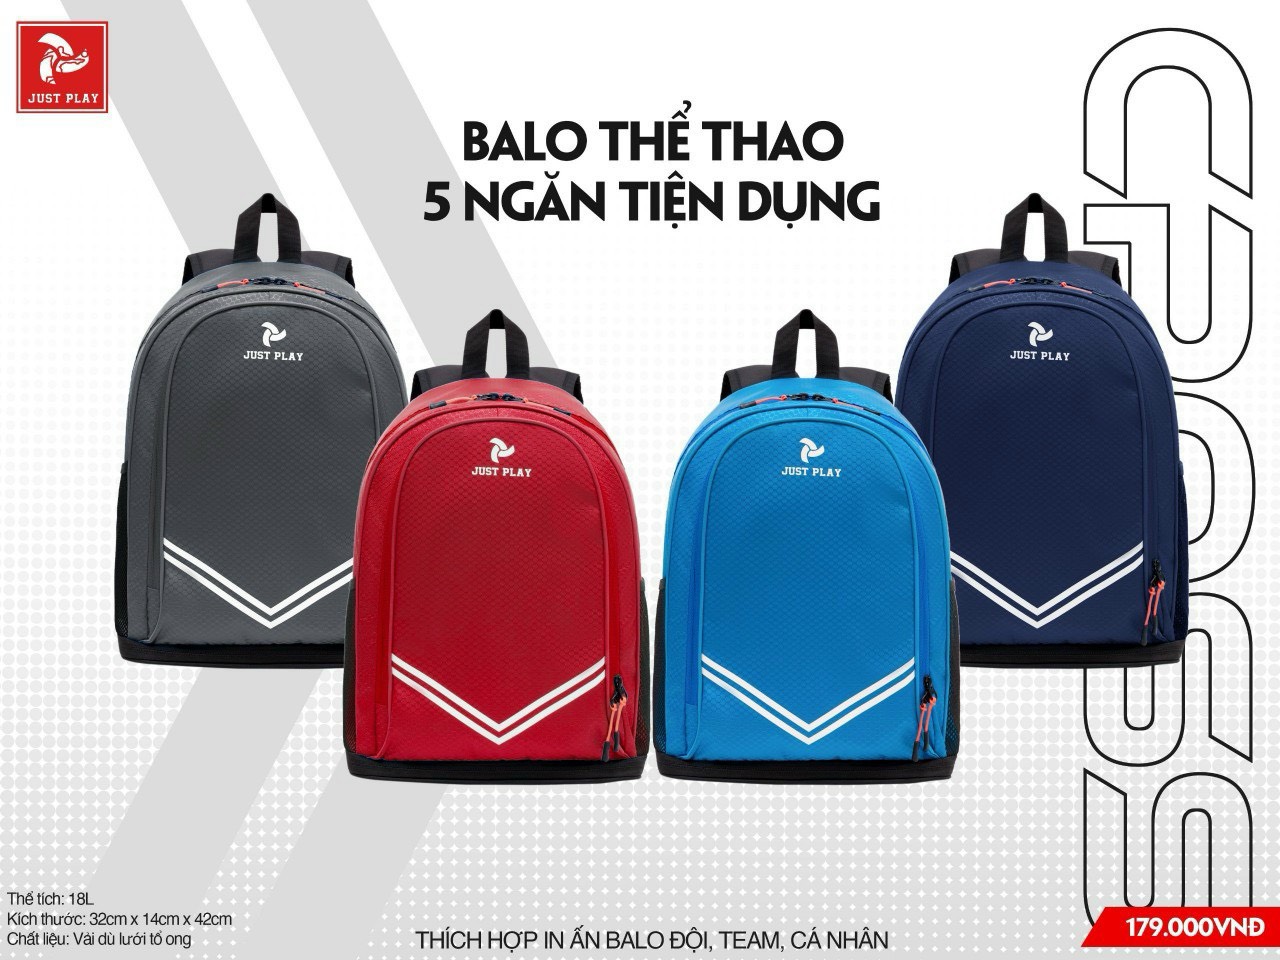 JUST PLAY
BALO THỂ THAO
5 NGĂN TIỆN DỤNG
JUST PLAY
JUST PLAY
JUST PLAY
JUST PLAY
SPORT
Thể tích: 18L
Kích thước: 32cm x 14cm x 42cm
Chất liệu: Vải dù lưới tổ ong
THÍCH HỢP IN ẤN BALO ĐỘI, TEAM, CÁ NHÂN
179.000VNĐ